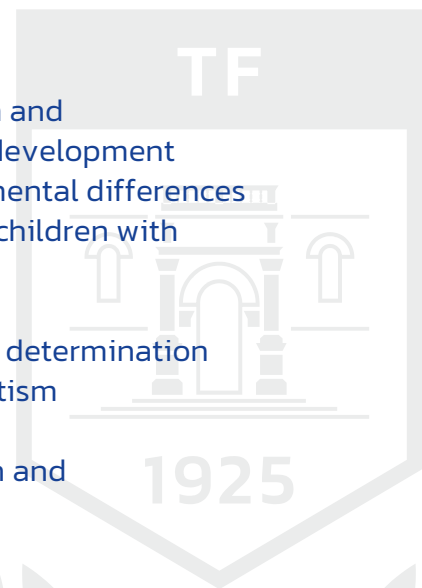 TF
and
development
mental differences
children with
determination
tism
and
1925